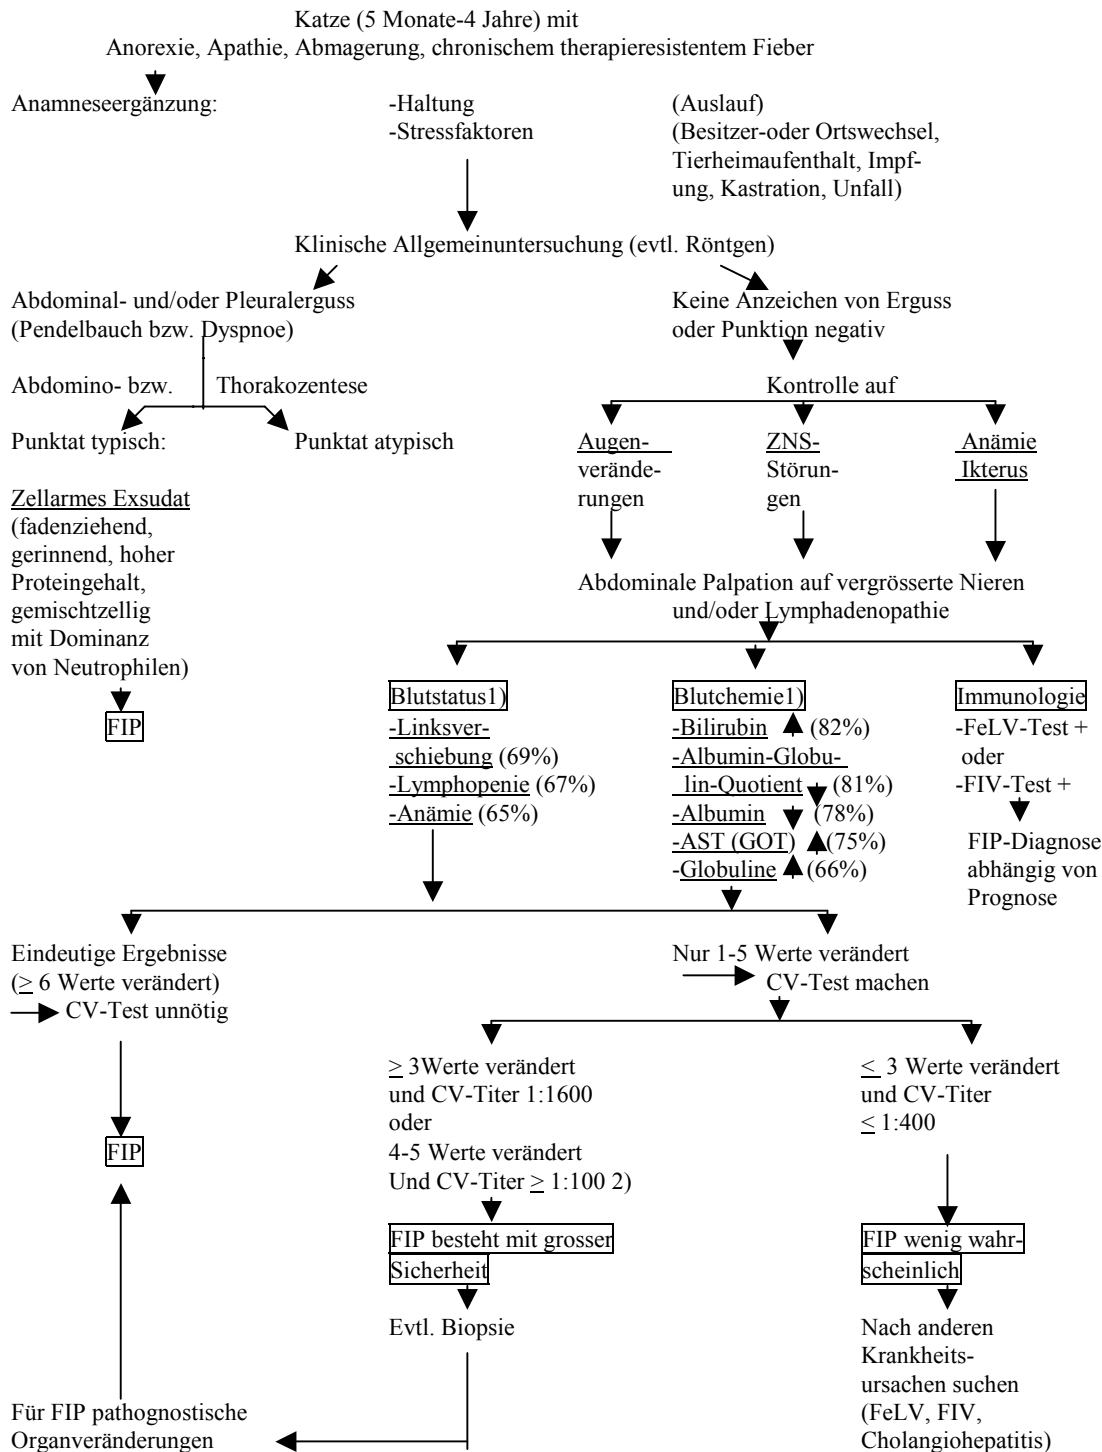 Katze (5 Monate-4 Jahre) mit
Anorexie, Apathie, Abmagerung, chronischem therapieresistentem Fieber
Anamneseergänzung:
-Haltung
-Stressfaktoren
(Auslauf)
(Besitzer-oder Ortswechsel,
Tierheimaufenthalt, Impf-
ung, Kastration, Unfall)
Klinische Allgemeinuntersuchung (evtl. Röntgen)
Abdominal- und/oder Pleuralerguss
(Pendelbauch bzw. Dyspnoe)
Keine Anzeichen von Erguss
oder Punktion negativ
Abdomino- bzw. Thorakozentese
Kontrolle auf
Punktat typisch:
Punktat atypisch
Zellarmes Exsudat
(fadenziehend,
gerinnend, hoher
Proteingehalt,
gemischtzellig
mit Dominanz
von Neutrophilen)
FIP
Augen-
verände-
rungen
ZNS-
Störun-
gen
Anämie
Ikterus
Abdominale Palpation auf vergrösserte Nieren
und/oder Lymphadenopathie
Blutstatus1)
-Linksver-
schiebung (69%)
-Lymphopenie (67%)
-Anämie (65%)
Blutchemie1)
-Bilirubin (82%)
-Albumin-Globu-
lin-Quotient (81%)
-Albumin (78%)
-AST (GOT) (75%)
-Globuline (66%)
Immunologie
-FeLV-Test +
oder
-FIV-Test +
FIP-Diagnose
abhängig von
Prognose
Eindeutige Ergebnisse
(≥ 6 Werte verändert)
CV-Test unnötig
FIP
Nur 1-5 Werte verändert
CV-Test machen
≥ 3Werte verändert
und CV-Titer 1:1600
oder
4-5 Werte verändert
Und CV-Titer ≥ 1:100 2)
FIP besteht mit grosser
Sicherheit
Evtl. Biopsie
≤ 3 Werte verändert
und CV-Titer
≤ 1:400
FIP wenig wahr-
scheinlich
Nach anderen
Krankheits-
ursachen suchen
(FeLV, FIV,
Cholangiohepatitis)
Für FIP pathognostische
Organveränderungen